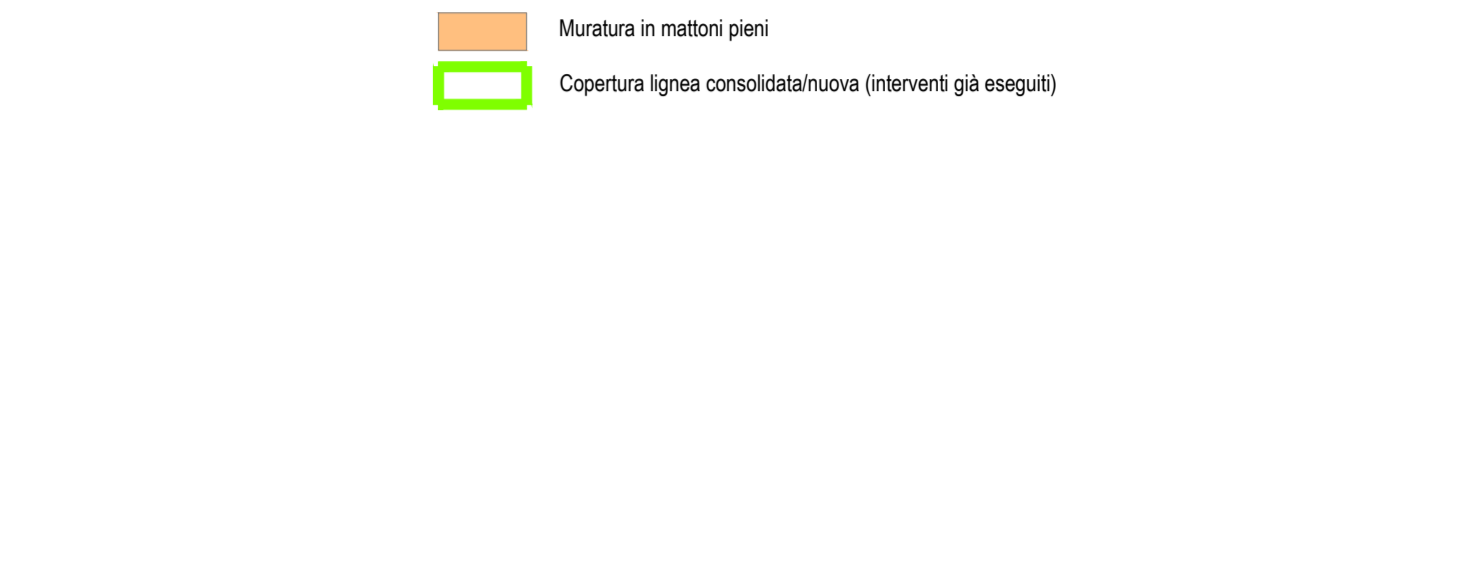 Muratura in mattoni pieni
Copertura lignea consolidata/nuova (interventi già eseguiti)